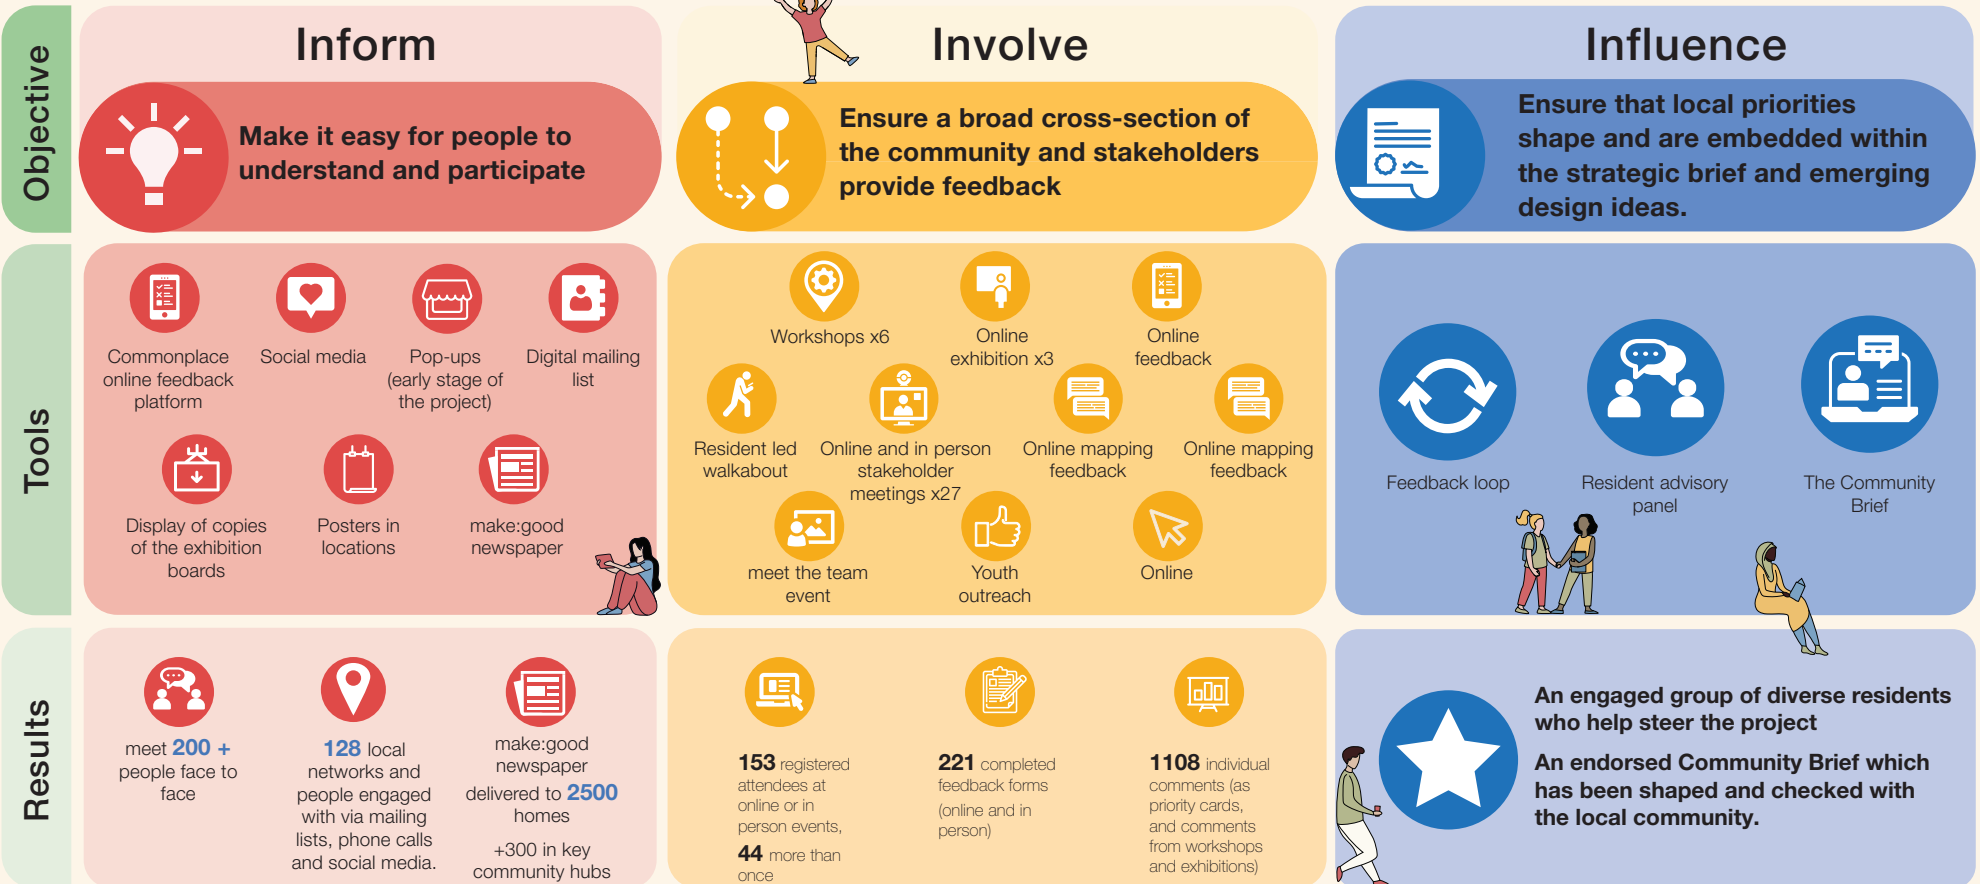 Objective
Inform
Make it easy for people to
understand and participate
Involve
Ensure a broad cross-section of
the community and stakeholders
provide feedback
Influence
Ensure that local priorities
shape and are embedded within
the strategic brief and emerging
design ideas.
Tools
Commonplace
online feedback
platform
Social media
Pop-ups
(early stage of
the project)
Digital mailing
list
Display of copies
of the exhibition
boards
Posters in
locations
make:good
newspaper
Workshops x6
Online
exhibition x3
Online
feedback
Resident led
walkabout
Online and in person
stakeholder
meetings x27
Online mapping
feedback
Online mapping
feedback
meet the team
event
Youth
outreach
Online
Feedback loop
Resident advisory
panel
The Community
Brief
Results
meet 200 +
people face to
face
128 local
networks and
people engaged
with via mailing
lists, phone calls
and social media.
make:good
newspaper
delivered to 2500
homes
+300 in key
community hubs
153 registered
attendees at
online or in
person events,
44 more than
once
221 completed
feedback forms
(online and in
person)
1108 individual
comments (as
priority cards,
and comments
from workshops
and exhibitions)
An engaged group of diverse residents
who help steer the project
An endorsed Community Brief which
has been shaped and checked with
the local community.